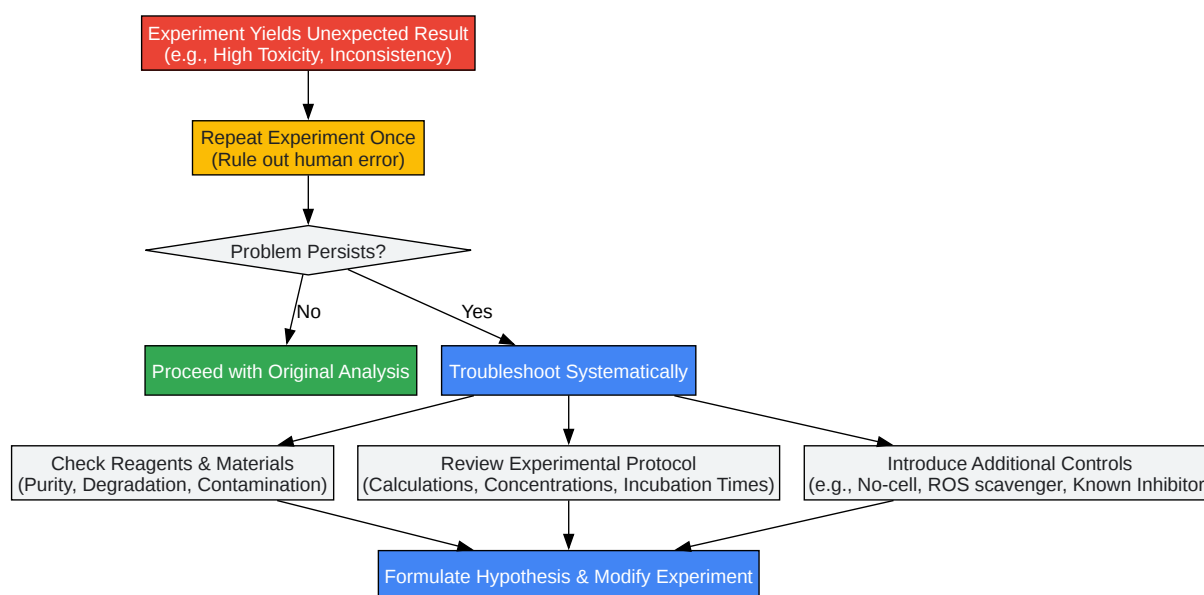 Experiment Yields Unexpected Result
(e.g., High Toxicity, Inconsistency)
Repeat Experiment Once
(Rule out human error)
Problem Persists?
No
Yes
Proceed with Original Analysis
Troubleshoot Systematically
Check Reagents & Materials
(Purity, Degradation, Contamination)
Review Experimental Protocol
(Calculations, Concentrations, Incubation Times)
Introduce Additional Controls
(e.g., No-cell, ROS scavenger, Known Inhibitor
Formulate Hypothesis & Modify Experiment